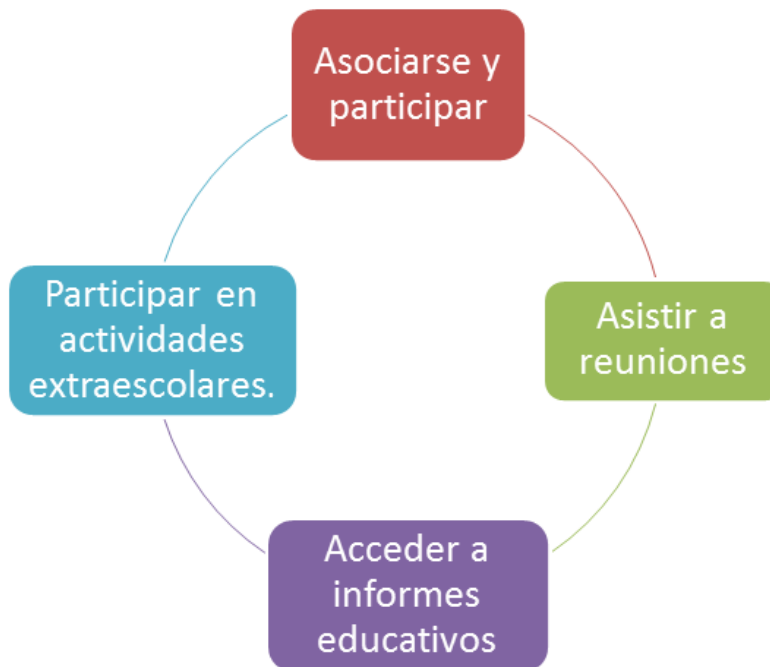 Asociarse y
participar
Asistir a
reuniones
Acceder a
informes
educativos
Participar en
actividades
extraescolares.